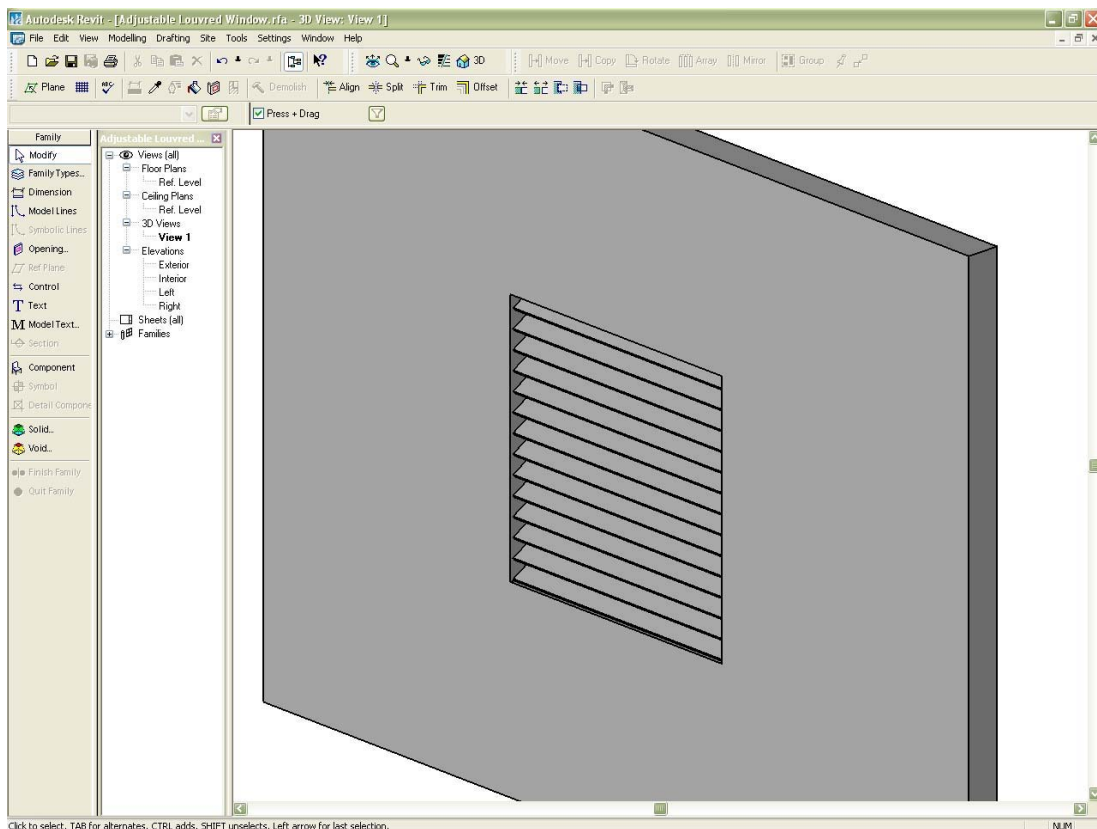 Autodesk Revit - [Adjustable Louvred Window.rfa - 3D View: View 1]
File Edit View Modelling Drafting Site Tools Settings Window Help
3D Move Copy Rotate Array Mirror Group
Plane Demolish Align Split Trim Offset
Press + Drag
Family
Modify
Family Types...
Dimension
Model Lines
Symbolic Lines
Opening...
Ref Plane
Control
Text
Model Text...
Section
Component
Symbol
Detail Compone
Solid...
Void...
Finish Family
Quit Family
Adjustable Louvred ...
Views (all)
Floor Plans
Ref. Level
Ceiling Plans
Ref. Level
3D Views
View 1
Elevations
Exterior
Interior
Left
Right
Sheets (all)
Families
Click to select, TAB for alternates, CTRL adds, SHIFT unselects, Left arrow for last selection. NUM